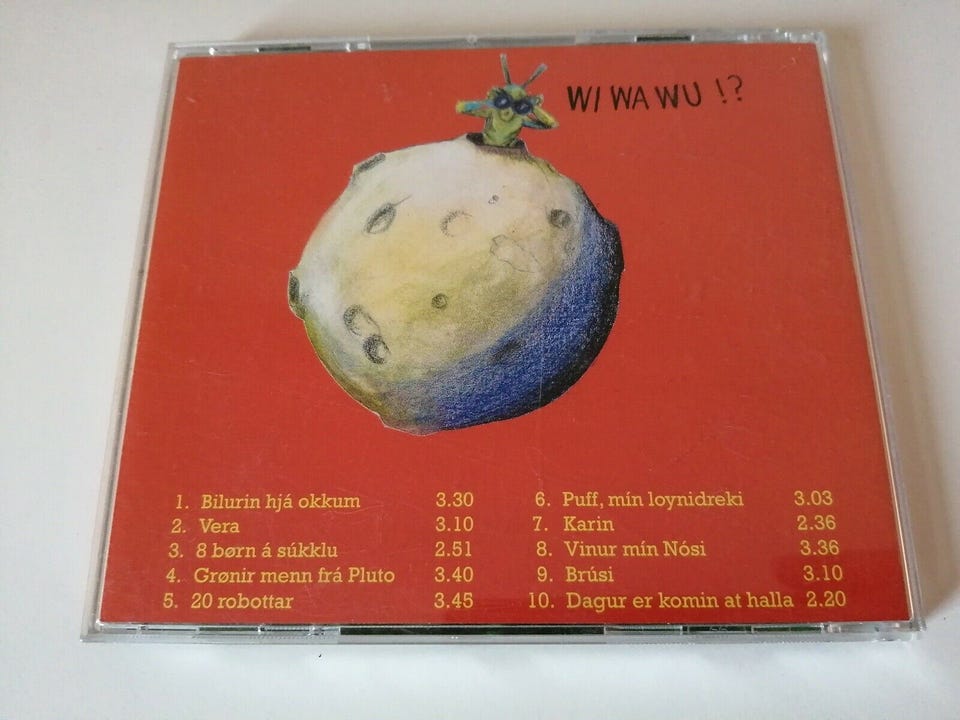 WI WA WU !?
1. Bilurin hjá okkum 3.30
2. Vera 3.10
3. 8 børn á súkklu 2.51
4. Grønir menn frá Pluto 3.40
5. 20 robottar 3.45
6. Puff, mín loynidreki 3.03
7. Karin 2.36
8. Vinur mín Nósi 3.36
9. Brúsi 3.10
10. Dagur er komin at halla 2.20